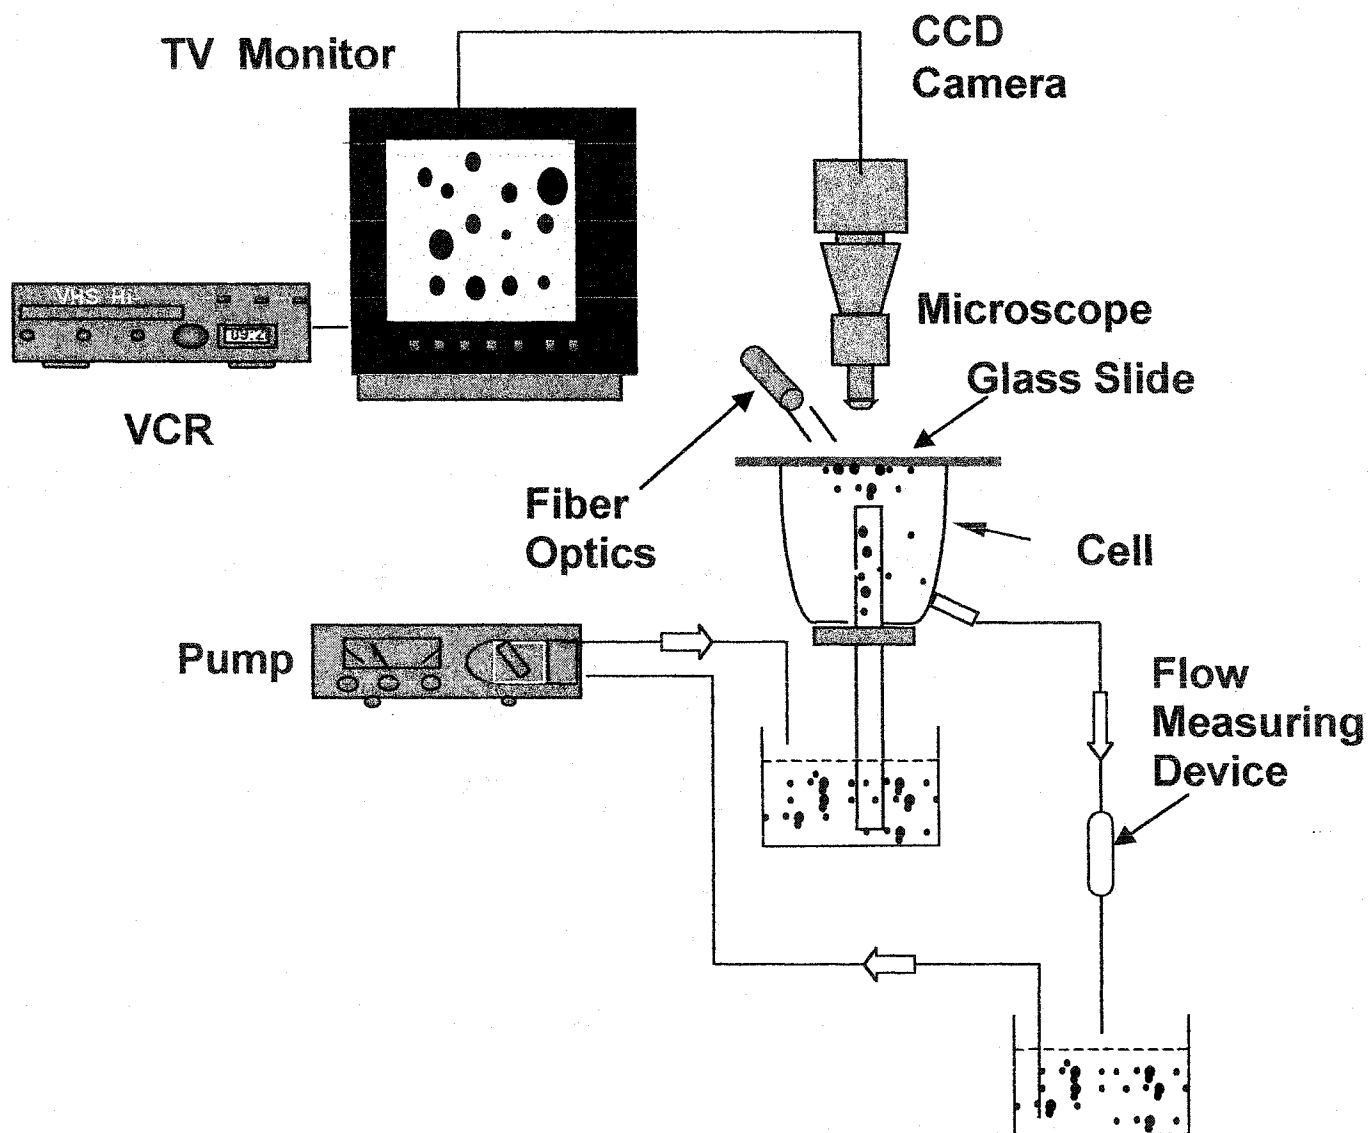 TV Monitor
CCD
Camera
VHS Hi-
Microscope
Glass Slide
VCR
Fiber
Optics
Cell
Pump
Flow
Measuring
Device